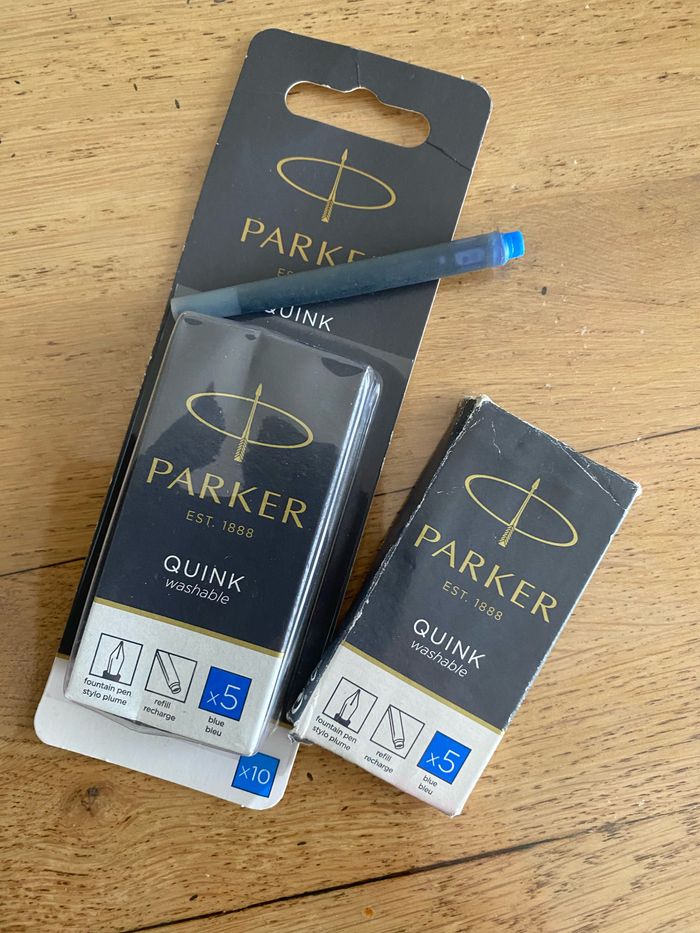 PARKER
QUINK
PARKER
EST. 1888
QUINK
washable
fountain pen
stylo plume
refill
recharge
x5
blue
bleu
x10
PARKER
EST. 1888
QUINK
washable
fountain pen
stylo plume
refill
recharge
x5
blue
bleu